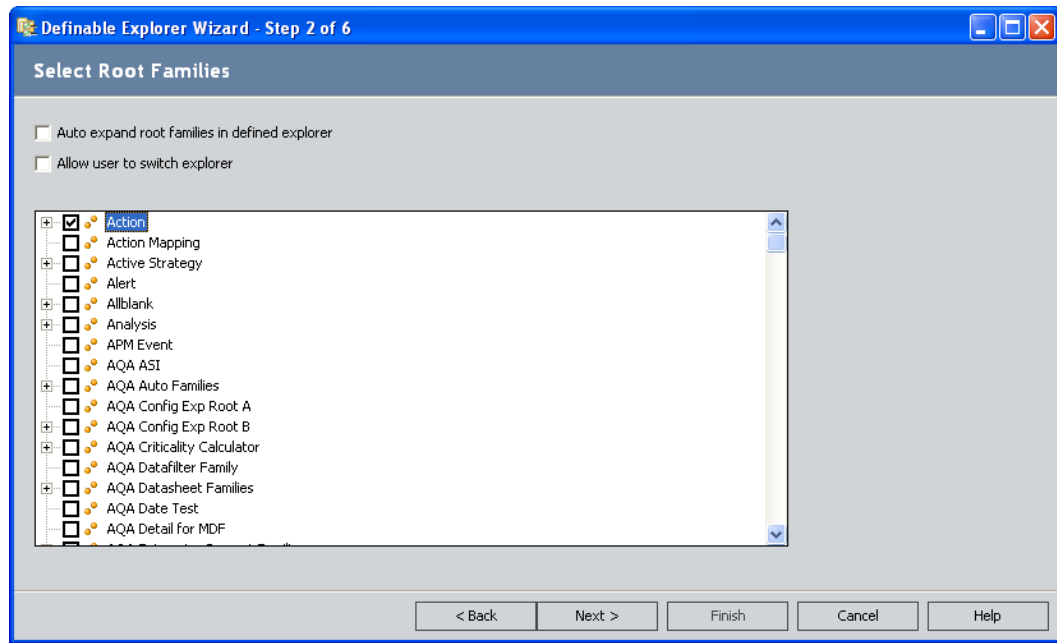 Definable Explorer Wizard - Step 2 of 6
Select Root Families
Auto expand root families in defined explorer
Allow user to switch explorer
Action
Action Mapping
Active Strategy
Alert
Allblank
Analysis
APM Event
AQA ASI
AQA Auto Families
AQA Config Exp Root A
AQA Config Exp Root B
AQA Criticality Calculator
AQA Datafilter Family
AQA Datasheet Families
AQA Date Test
AQA Detail for MDF
< Back Next > Finish Cancel Help